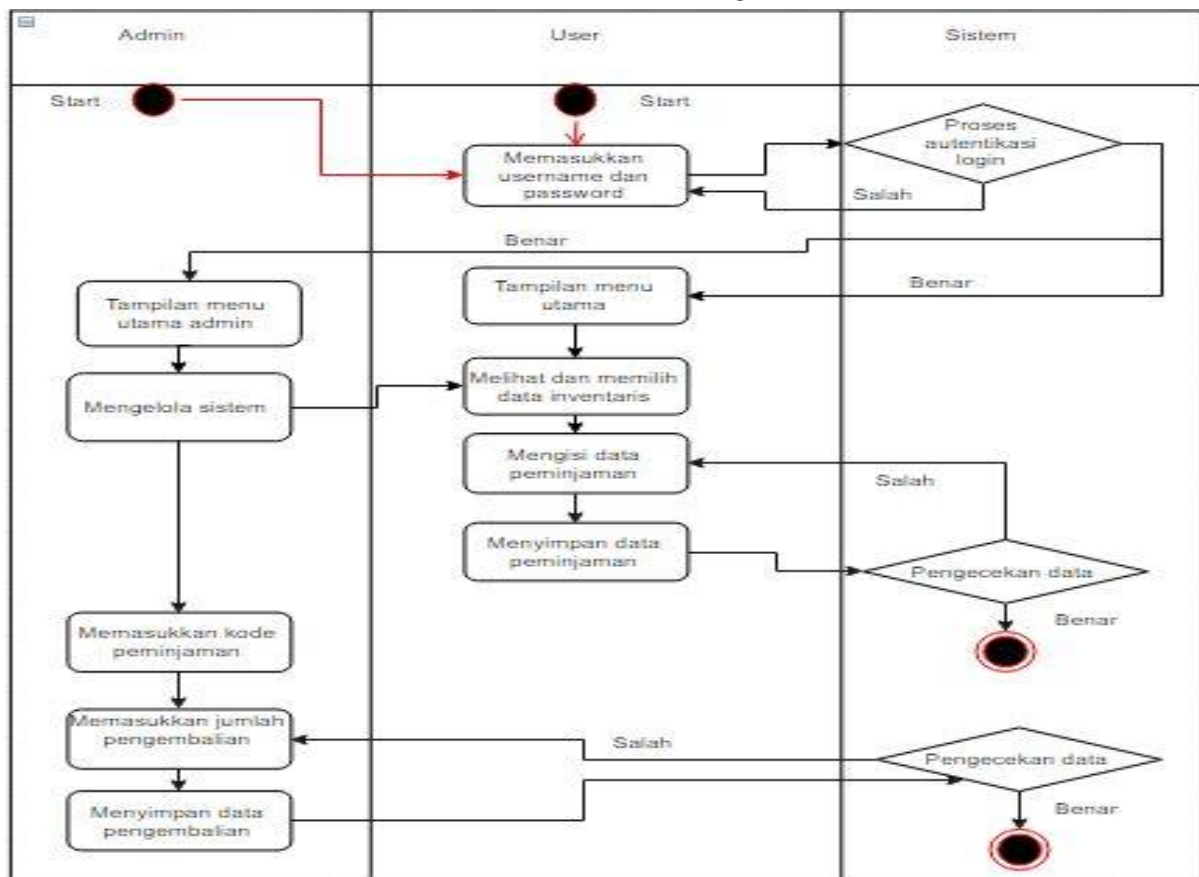 Admin
User
Sistem
Start
Start
Memasukkan
username dan
password
Proses
autentikasi
login
Salah
Benar
Tampilan menu
utama admin
Tampilan menu
utama
Benar
Mengelola sistem
Melihat dan memilih
data inventaris
Mengisi data
peminjaman
Salah
Menyimpan data
peminjaman
Pengecekan data
Benar
Memasukkan kode
peminjaman
Memasukkan jumlah
pengembalian
Salah
Pengecekan data
Menyimpan data
pengembalian
Benar